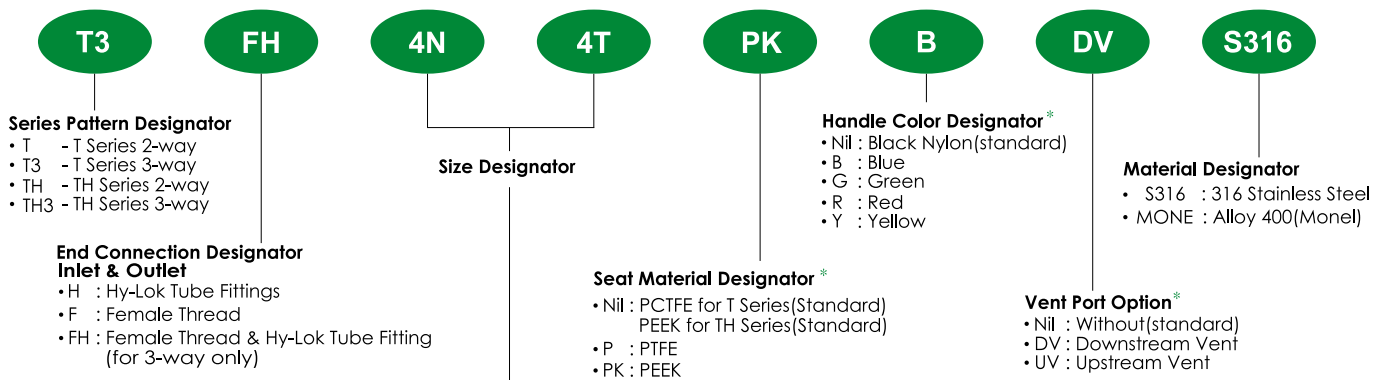 T3 FH 4N 4T PK B DV S316
Series Pattern Designator
• T - T Series 2-way
• T3 - T Series 3-way
• TH - TH Series 2-way
• TH3 - TH Series 3-way
End Connection Designator
Inlet & Outlet
• H : Hy-Lok Tube Fittings
• F : Female Thread
• FH : Female Thread & Hy-Lok Tube Fitting
(for 3-way only)
Size Designator
Seat Material Designator *
• Nil : PCTFE for T Series(Standard)
PEEK for TH Series(Standard)
• P : PTFE
• PK : PEEK
Handle Color Designator *
• Nil : Black Nylon(standard)
• B : Blue
• G : Green
• R : Red
• Y : Yellow
Vent Port Option *
• Nil : Without(standard)
• DV : Downstream Vent
• UV : Upstream Vent
Material Designator
• S316 : 316 Stainless Steel
• MONE : Alloy 400(Monel)